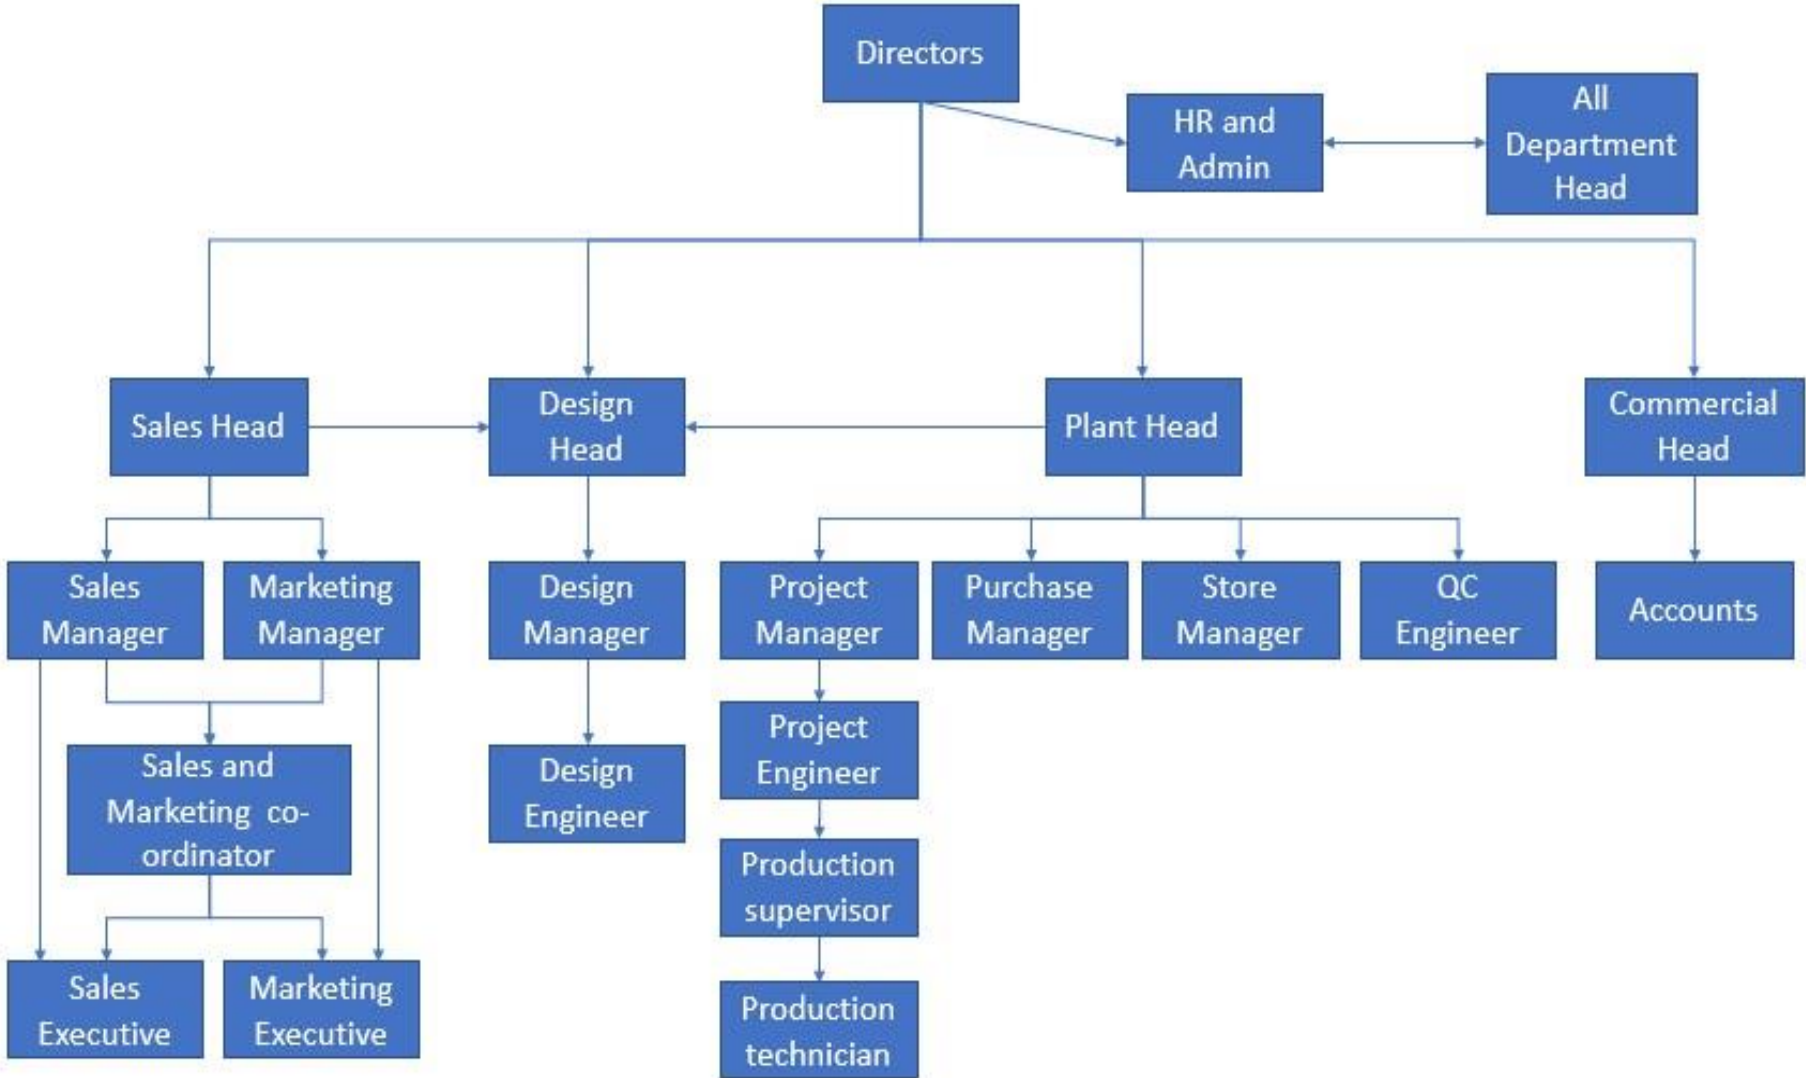 Directors
HR and
Admin
All
Department
Head
Sales Head
Design
Head
Plant Head
Commercial
Head
Sales
Manager
Marketing
Manager
Design
Manager
Project
Manager
Purchase
Manager
Store
Manager
QC
Engineer
Accounts
Project
Engineer
Sales and
Marketing  co-
ordinator
Design
Engineer
Production
supervisor
Sales
Executive
Marketing
Executive
Production
technician